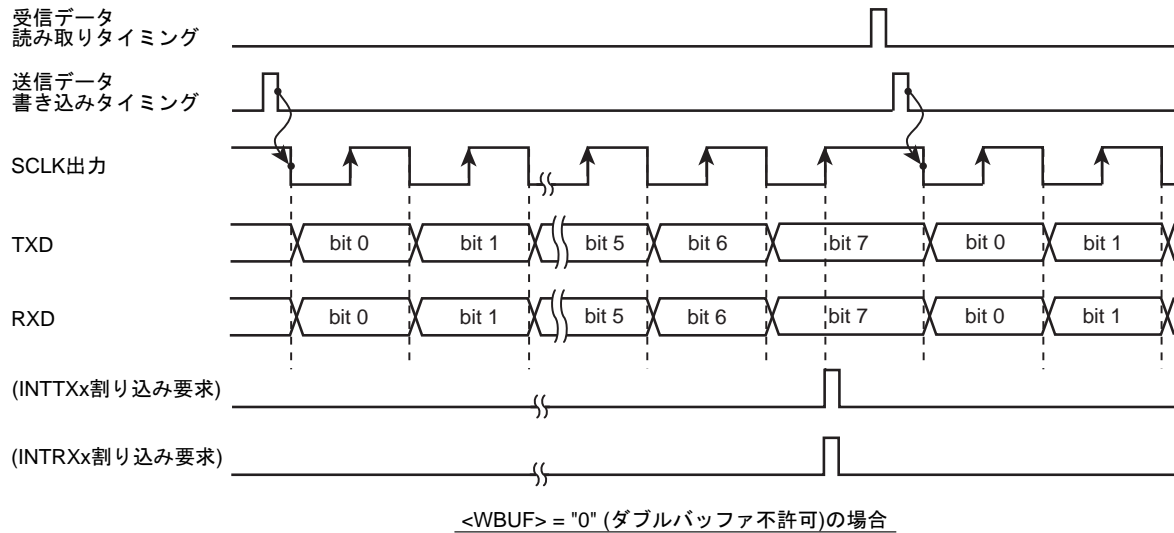 受信データ
読み取りタイミング
送信データ
書き込みタイミング
SCLK出力
TXD
bit 0
bit 1
bit 5
bit 6
bit 7
bit 0
bit 1
RXD
bit 0
bit 1
bit 5
bit 6
bit 7
bit 0
bit 1
(INTTXx割り込み要求)
(INTRXx割り込み要求)
<WBUF> = "0" (ダブルバッファ不許可)の場合